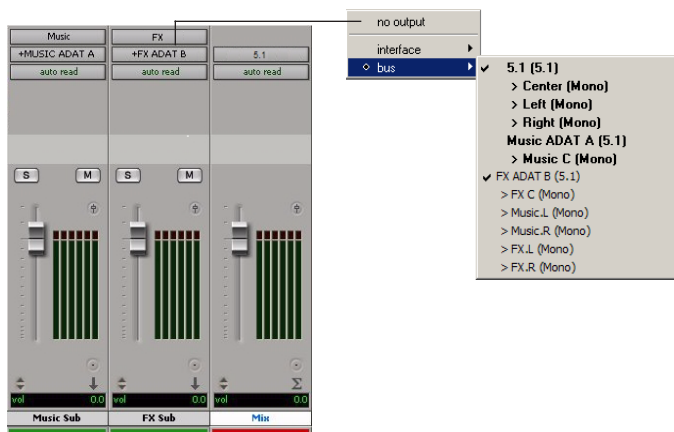 Music
FX
+MUSIC ADAT A
+FX ADAT B
5.1
auto read
auto read
auto read
S
M
S
M
vol 0.0
vol 0.0
vol 0.0
Music Sub
FX Sub
Mix
no output
interface
bus
5.1 (5.1)
> Center (Mono)
> Left (Mono)
> Right (Mono)
Music ADAT A (5.1)
> Music C (Mono)
FX ADAT B (5.1)
> FX C (Mono)
> Music.L (Mono)
> Music.R (Mono)
> FX.L (Mono)
> FX.R (Mono)